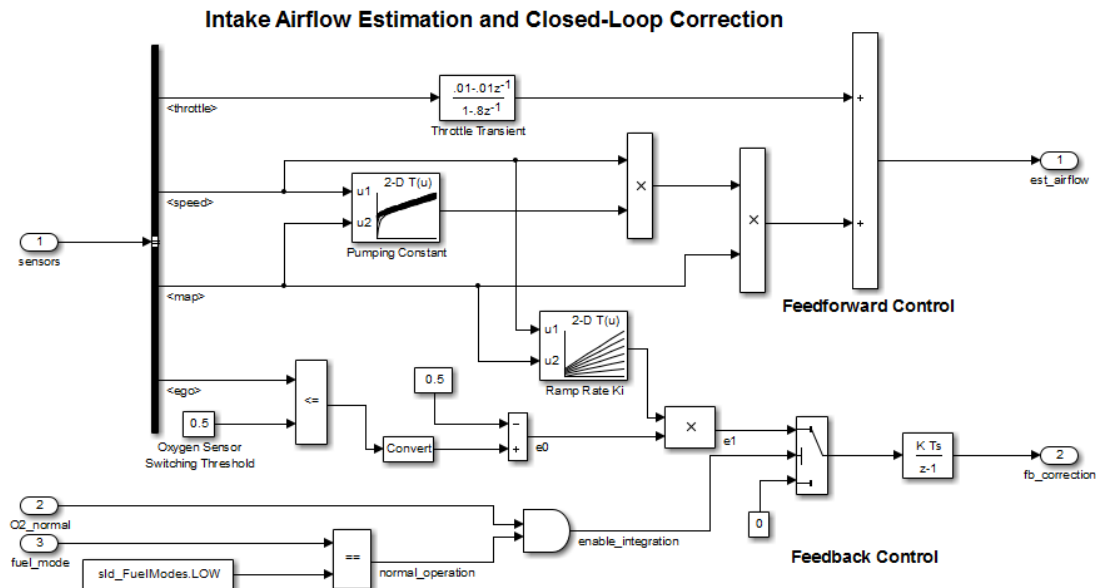 Intake Airflow Estimation and Closed-Loop Correction
<throttle>
.01-.01z-1
1-.8z-1
Throttle Transient
<speed>
2-D T(u)
u1
u2
Pumping Constant
×
×
+
+
1
est_airflow
1
sensors
<map>
Feedforward Control
2-D T(u)
u1
u2
Ramp Rate Ki
<ego>
0.5
Oxygen Sensor
Switching Threshold
<=
Convert
0.5
−
+
e0
×
e1
0
K Ts
z-1
2
fb_correction
2
O2_normal
3
fuel_mode
sld_FuelModes.LOW
==
normal_operation
enable_integration
Feedback Control